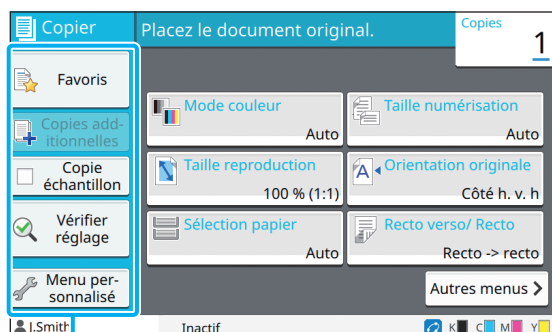 Copier
Placez le document original.
Copies
1
Favoris
Copies add-
itionnelles
Copie
échantillon
Vérifier
réglage
Menu per-
sonnalisé
Mode couleur
Auto
Taille numérisation
Auto
Taille reproduction
100 % (1:1)
Orientation originale
Côté h. v. h
Sélection papier
Auto
Recto verso/ Recto
Recto -> recto
Autres menus
J.Smith
Inactif
K C M Y